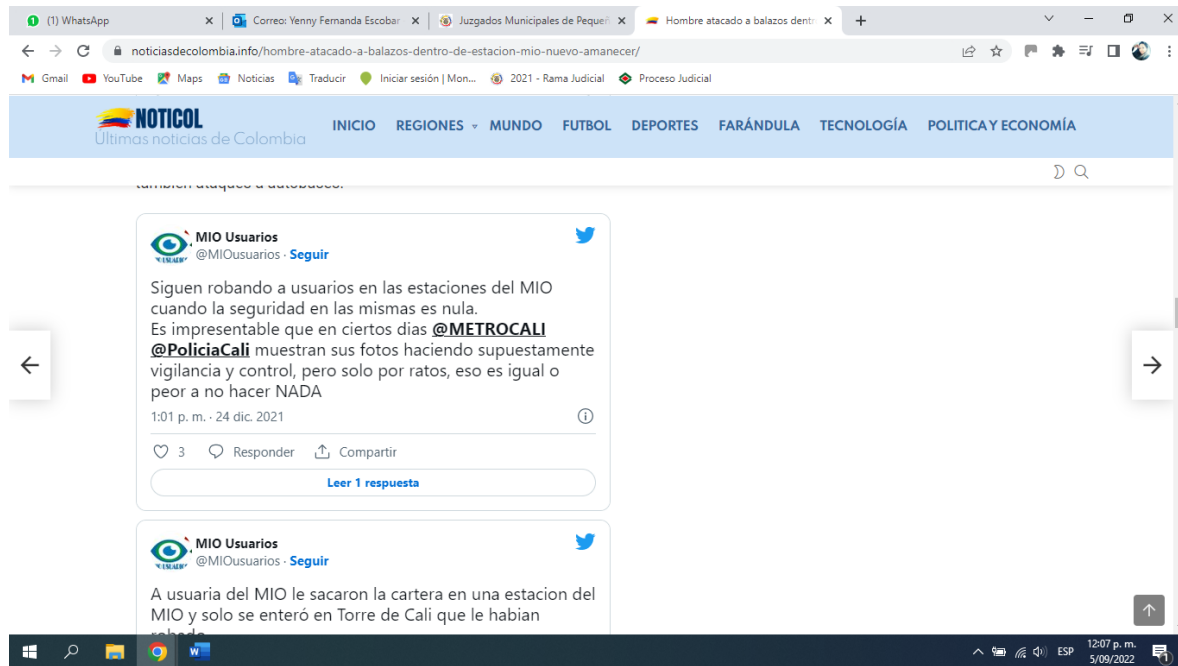 (1) WhatsApp
Correo: Yenny Fernanda Escobar
Juzgados Municipales de Pequeñ
Hombre atacado a balazos dentr
noticiasdecolombia.info/hombre-atacado-a-balazos-dentro-de-estacion-mio-nuevo-amanecer/
Gmail YouTube Maps Noticias Traducir Iniciar sesión | Mon... 2021 - Rama Judicial Proceso Judicial
NOTICOL
Últimas noticias de Colombia
INICIO REGIONES MUNDO FUTBOL DEPORTES FARÁNDULA TECNOLOGÍA POLITICA Y ECONOMÍA
también ataques a autobuses.
MIO Usuarios
@MIOusuarios · Seguir
Siguen robando a usuarios en las estaciones del MIO
cuando la seguridad en las mismas es nula.
Es impresentable que en ciertos dias @METROCALI
@PoliciaCali muestran sus fotos haciendo supuestamente
vigilancia y control, pero solo por ratos, eso es igual o
peor a no hacer NADA
1:01 p. m. · 24 dic. 2021
3 Responder Compartir
Leer 1 respuesta
MIO Usuarios
@MIOusuarios · Seguir
A usuaria del MIO le sacaron la cartera en una estacion del
MIO y solo se enteró en Torre de Cali que le habian
robado
ESP
12:07 p. m.
5/09/2022